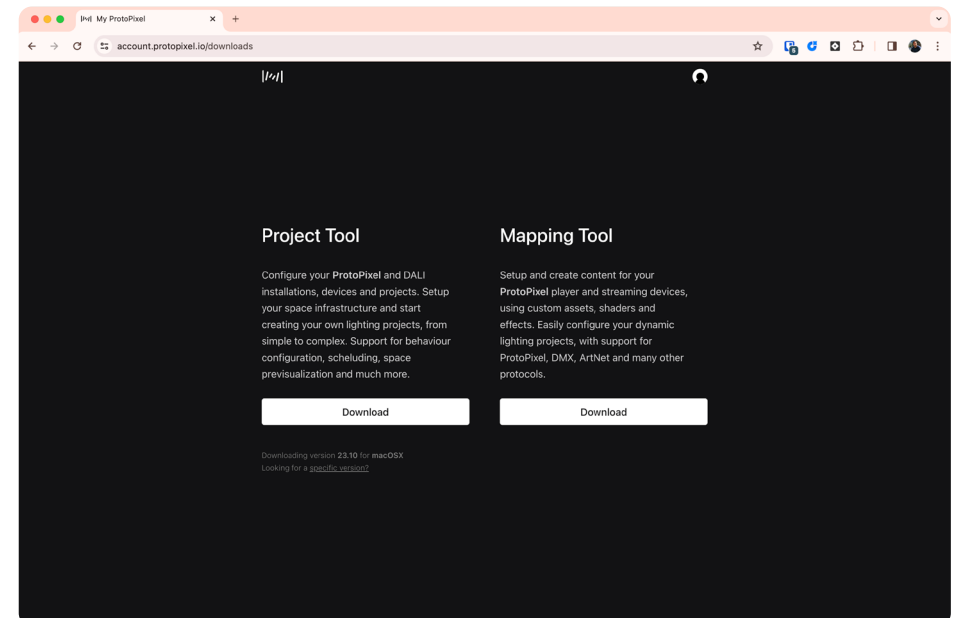 My ProtoPixel
account.protopixel.io/downloads
Project Tool
Configure your ProtoPixel and DALI
installations, devices and projects. Setup
your space infrastructure and start
creating your own lighting projects, from
simple to complex. Support for behaviour
configuration, scheluding, space
previsualization and much more.
Download
Downloading version 23.10 for macOSX
Looking for a specific version?
Mapping Tool
Setup and create content for your
ProtoPixel player and streaming devices,
using custom assets, shaders and
effects. Easily configure your dynamic
lighting projects, with support for
ProtoPixel, DMX, ArtNet and many other
protocols.
Download